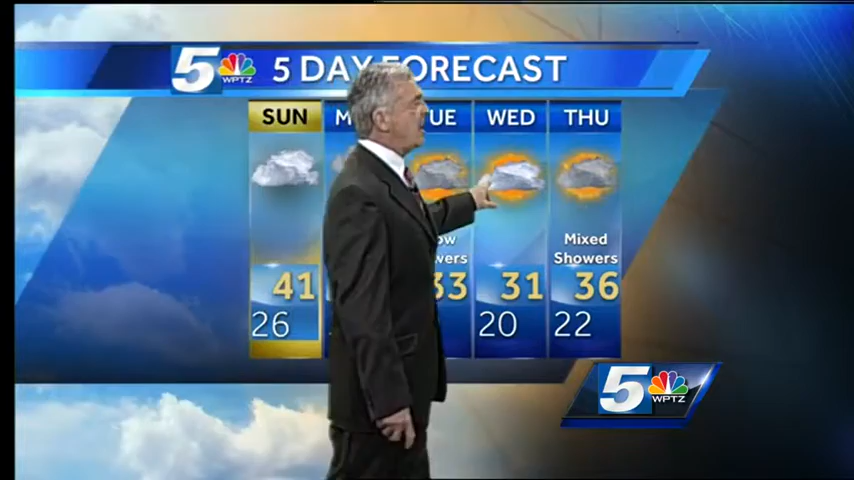 5 WPTZ 5 DAY FORECAST
SUN
TUE
WED
THU
Mixed
Showers
41
33
31
36
26
20
22
5 WPTZ